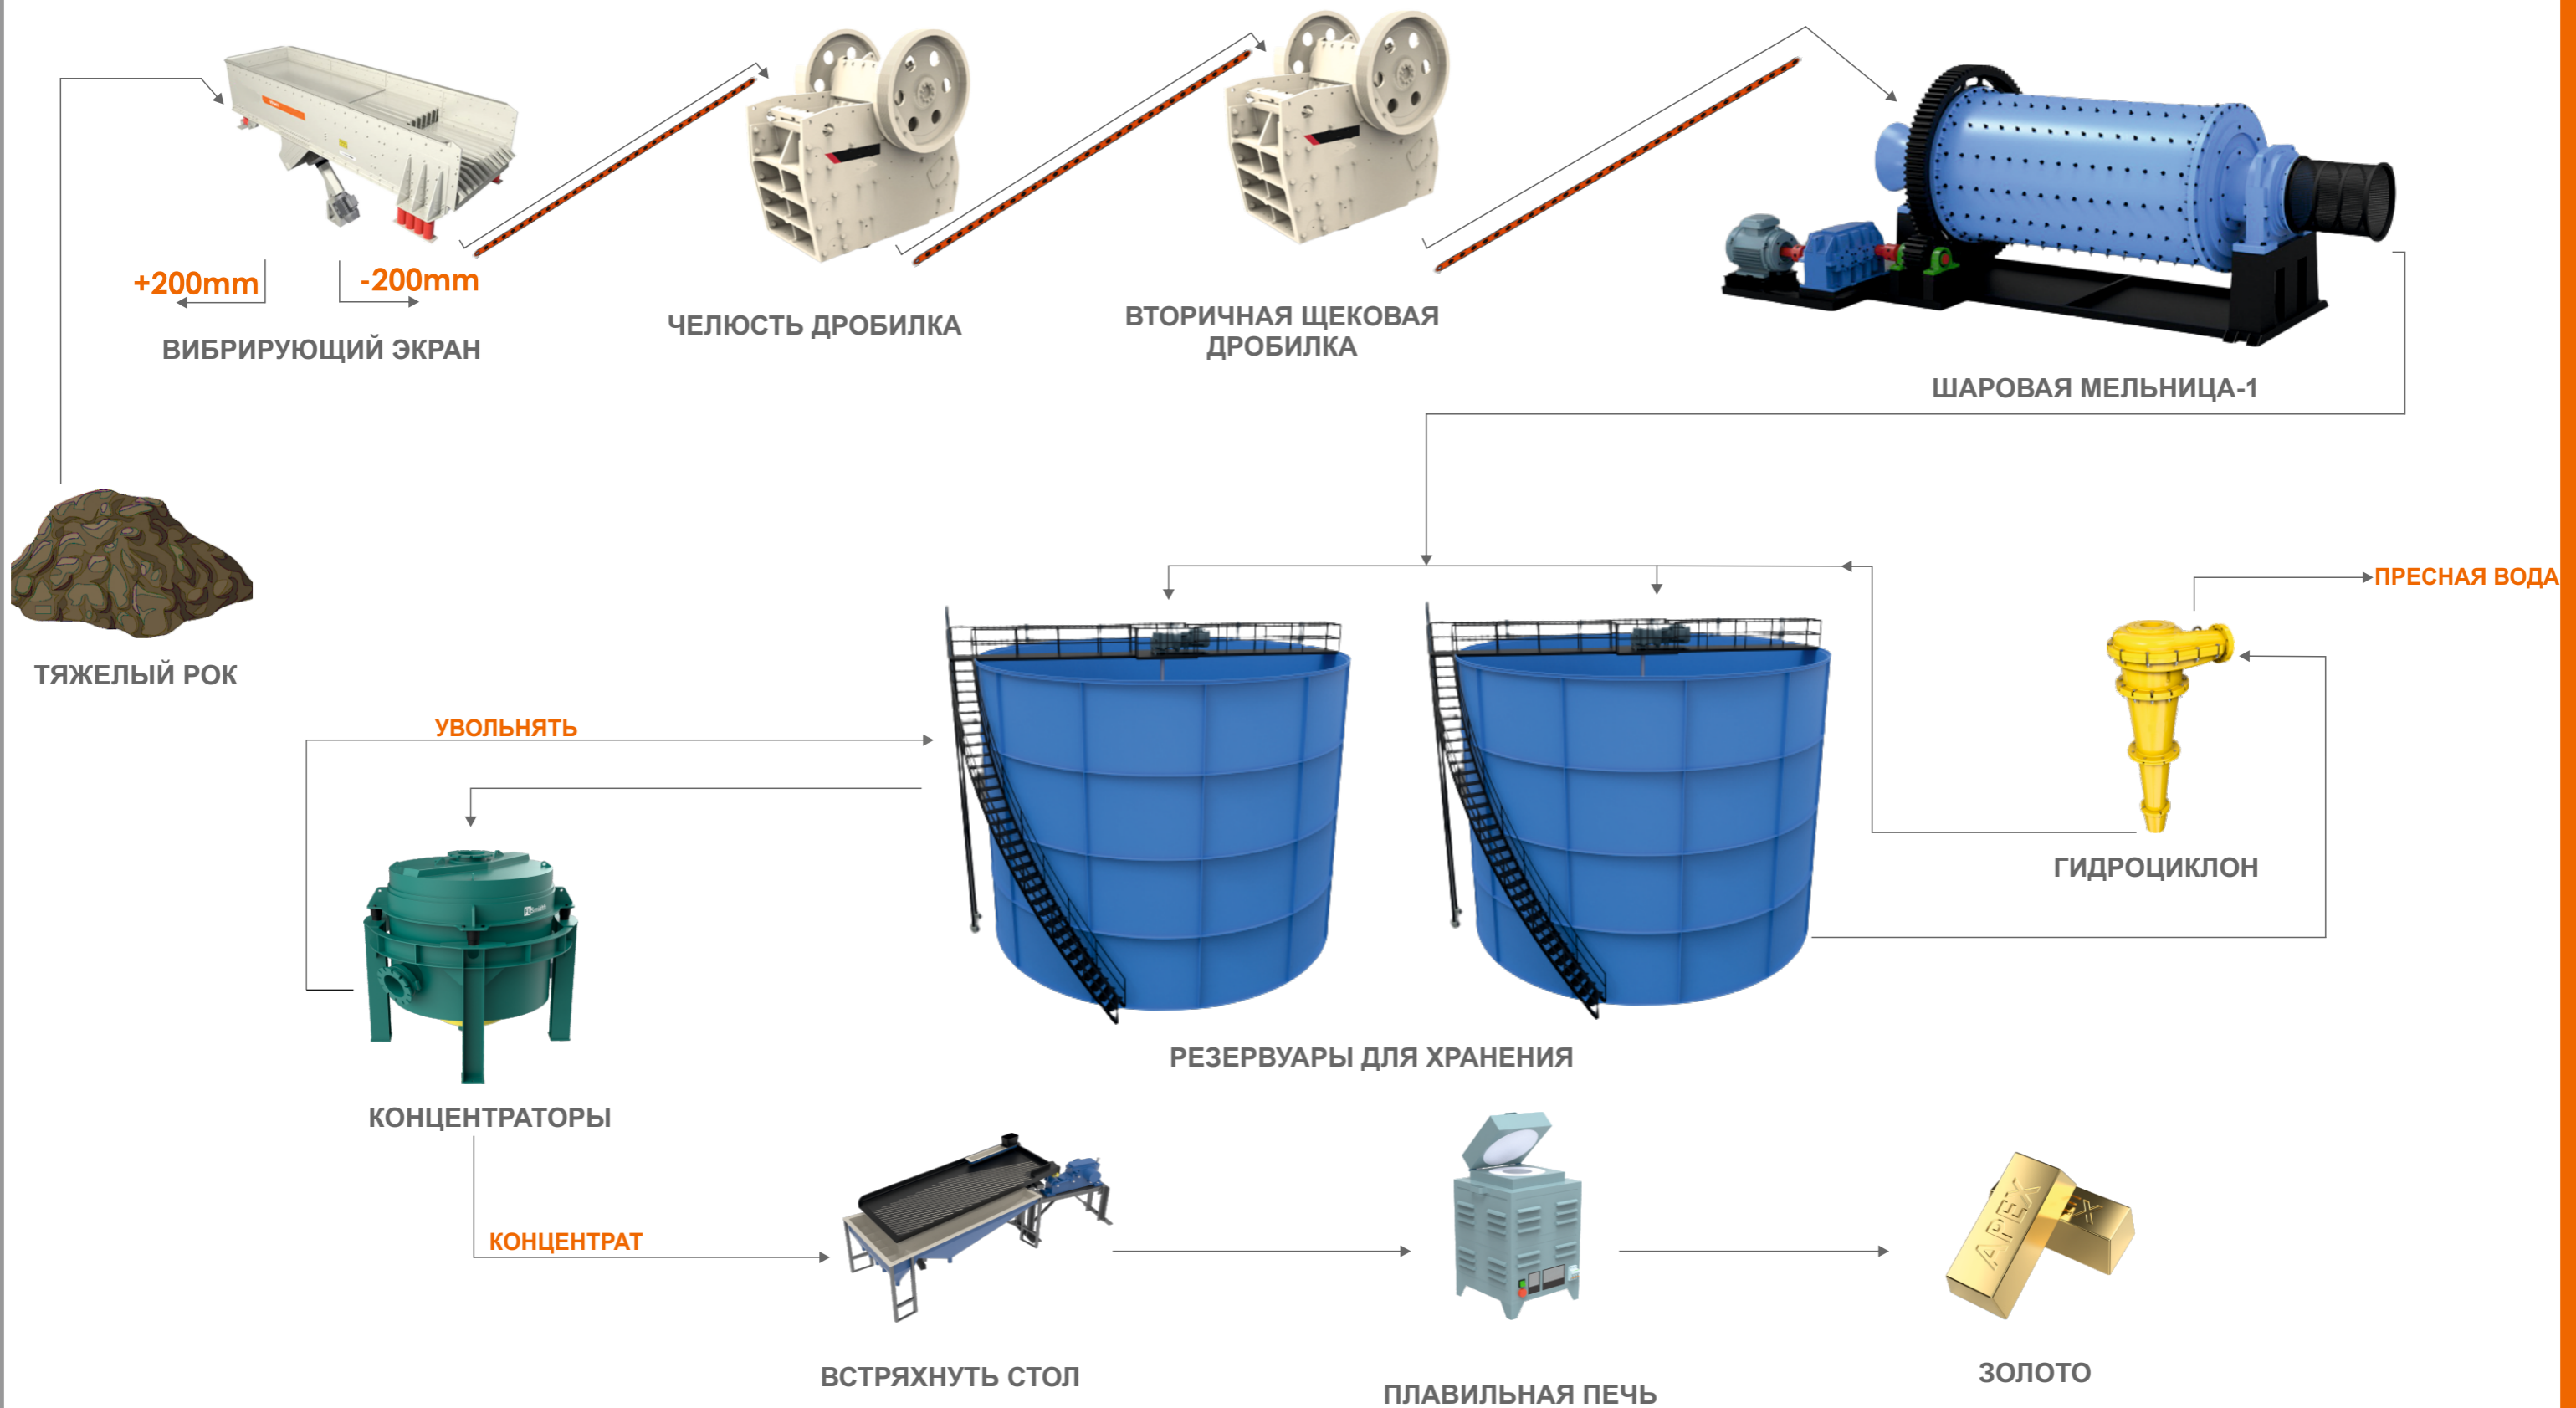 +200mm
-200mm
ВИБРИРУЮЩИЙ ЭКРАН
ЧЕЛЮСТЬ ДРОБИЛКА
ВТОРИЧНАЯ ЩЕКОВАЯ
ДРОБИЛКА
ШАРОВАЯ МЕЛЬНИЦА-1
ТЯЖЕЛЫЙ РОК
ПРЕСНАЯ ВОДА
УВОЛЬНЯТЬ
ГИДРОЦИКЛОН
РЕЗЕРВУАРЫ ДЛЯ ХРАНЕНИЯ
КОНЦЕНТРАТОРЫ
КОНЦЕНТРАТ
APEX
ВСТРЯХНУТЬ СТОЛ
ПЛАВИЛЬНАЯ ПЕЧЬ
ЗОЛОТО